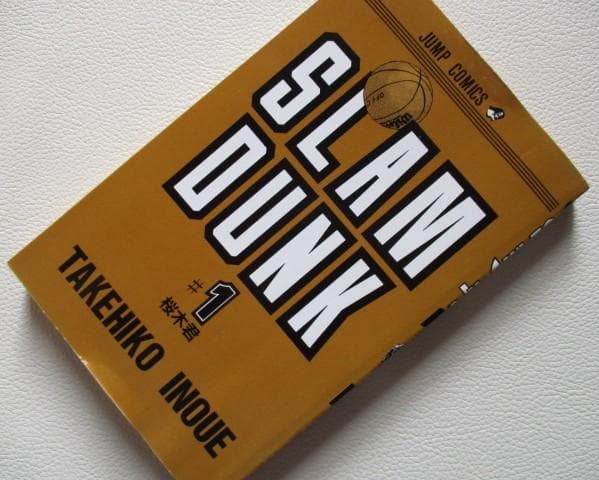 JUMP COMICS
SLAM
DUNK
#1
桜木君
TAKEHIKO INOUE